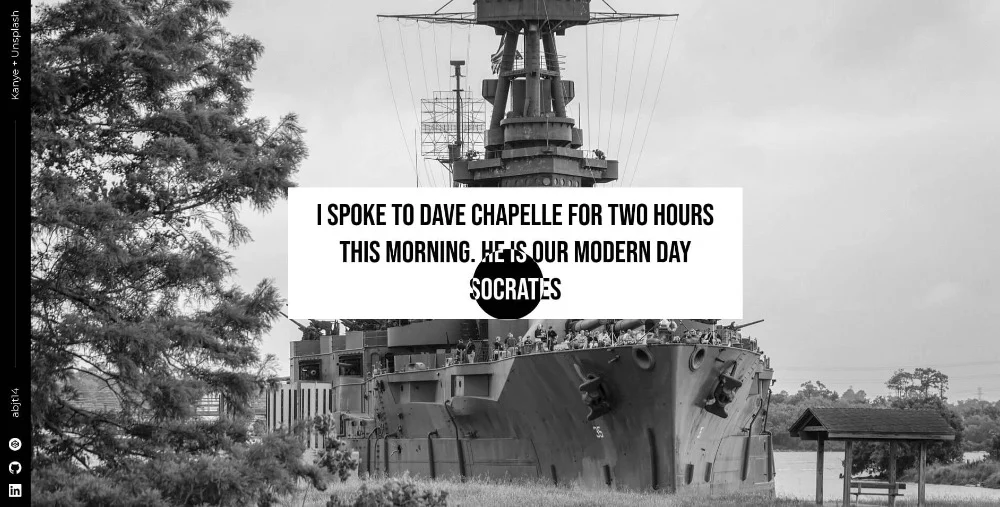 Kanye + Unsplash
I SPOKE TO DAVE CHAPELLE FOR TWO HOURS
THIS MORNING. HE IS OUR MODERN DAY
SOCRATES
abjt14
35